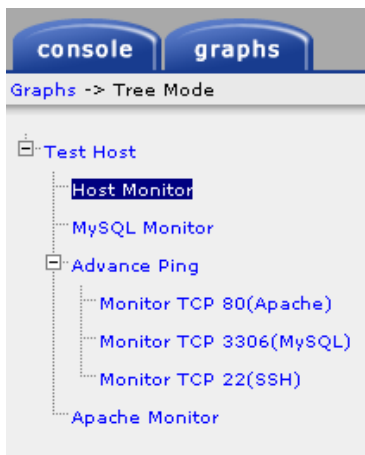 console graphs
Graphs -> Tree Mode
Test Host
Host Monitor
MySQL Monitor
Advance Ping
Monitor TCP 80(Apache)
Monitor TCP 3306(MySQL)
Monitor TCP 22(SSH)
Apache Monitor